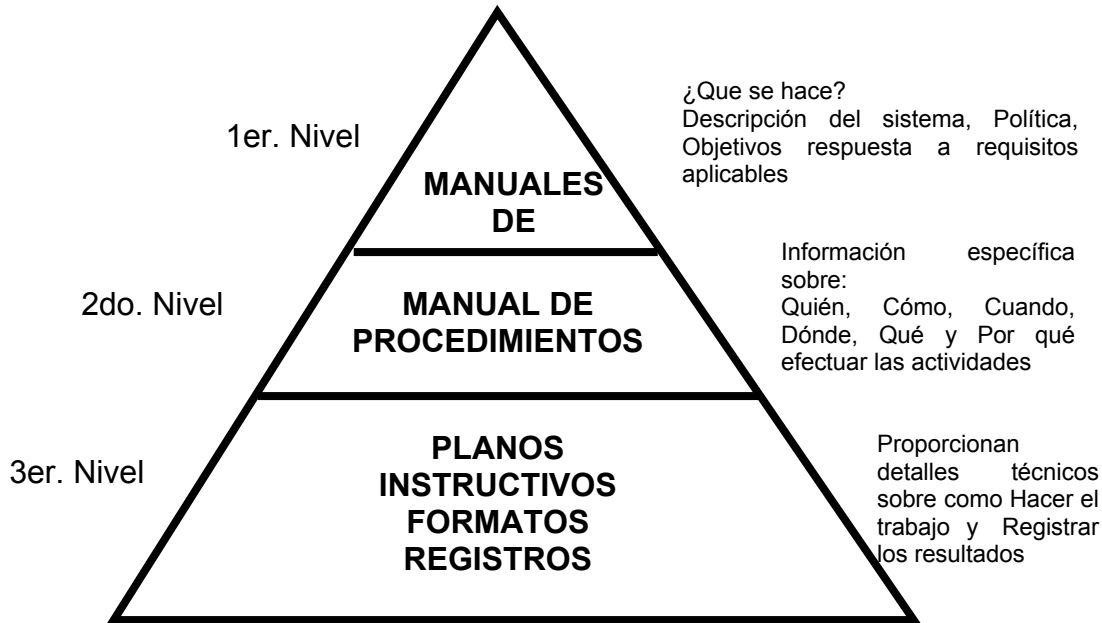 1er. Nivel
MANUALES
DE
¿Que se hace?
Descripción del sistema, Política,
Objetivos respuesta a requisitos
aplicables
2do. Nivel
MANUAL DE
PROCEDIMIENTOS
Información específica
sobre:
Quién, Cómo, Cuando,
Dónde, Qué y Por qué
efectuar las actividades
3er. Nivel
PLANOS
INSTRUCTIVOS
FORMATOS
REGISTROS
Proporcionan
detalles técnicos
sobre como Hacer el
trabajo y Registrar
los resultados